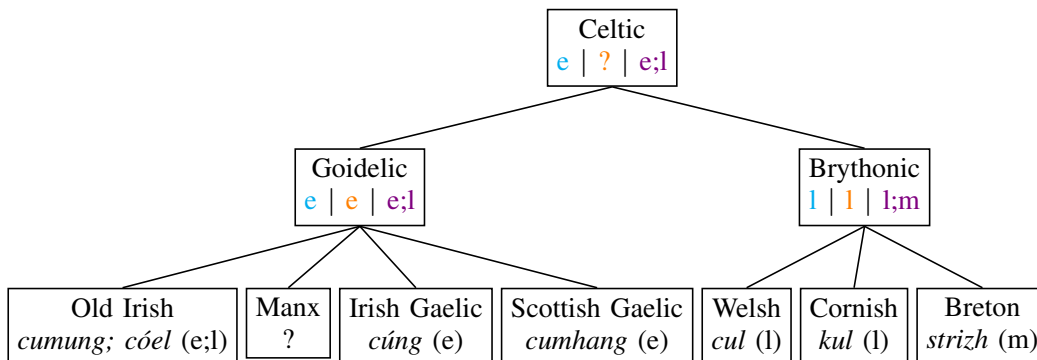 Celtic
e | ? | e;l
Goidelic
e | e | e;l
Brythonic
l | l | l;m
Old Irish
cumung; cóel (e;l)
Manx
?
Irish Gaelic
cúng (e)
Scottish Gaelic
cumhang (e)
Welsh
cul (l)
Cornish
kul (l)
Breton
strizh (m)